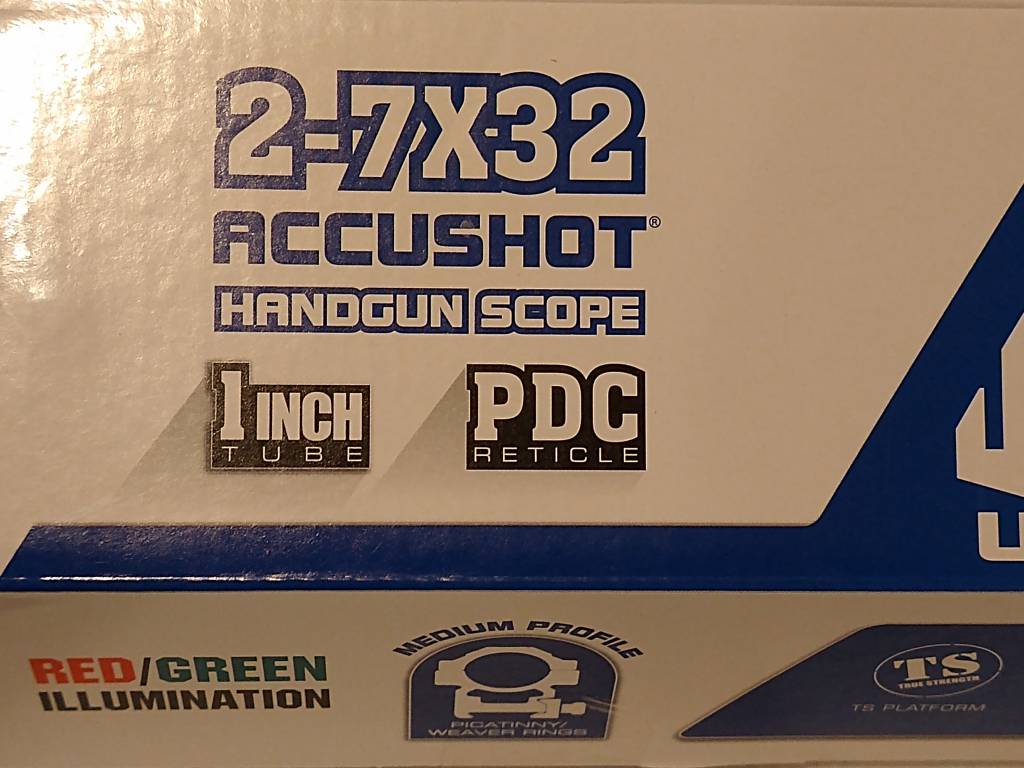 2-7X32
ACCUSHOT®
HANDGUN SCOPE
1 INCH
TUBE
PDC
RETICLE
RED/GREEN
ILLUMINATION
MEDIUM PROFILE
PICATINNY/
WEAVER RINGS
TS
TRUE STRENGTH
TS PLATFORM